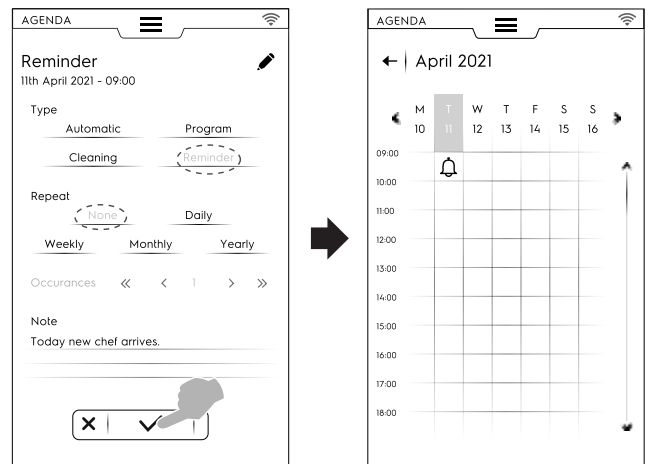 AGENDA
Reminder
11th April 2021 - 09:00
Type
Automatic Program
Cleaning Reminder
Repeat
None Daily
Weekly Monthly Yearly
Occurances « < 1 > »
Note
Today new chef arrives.
AGENDA
April 2021
M T W T F S S
10 11 12 13 14 15 16
09:00
10:00
11:00
12:00
13:00
14:00
15:00
16:00
17:00
18:00